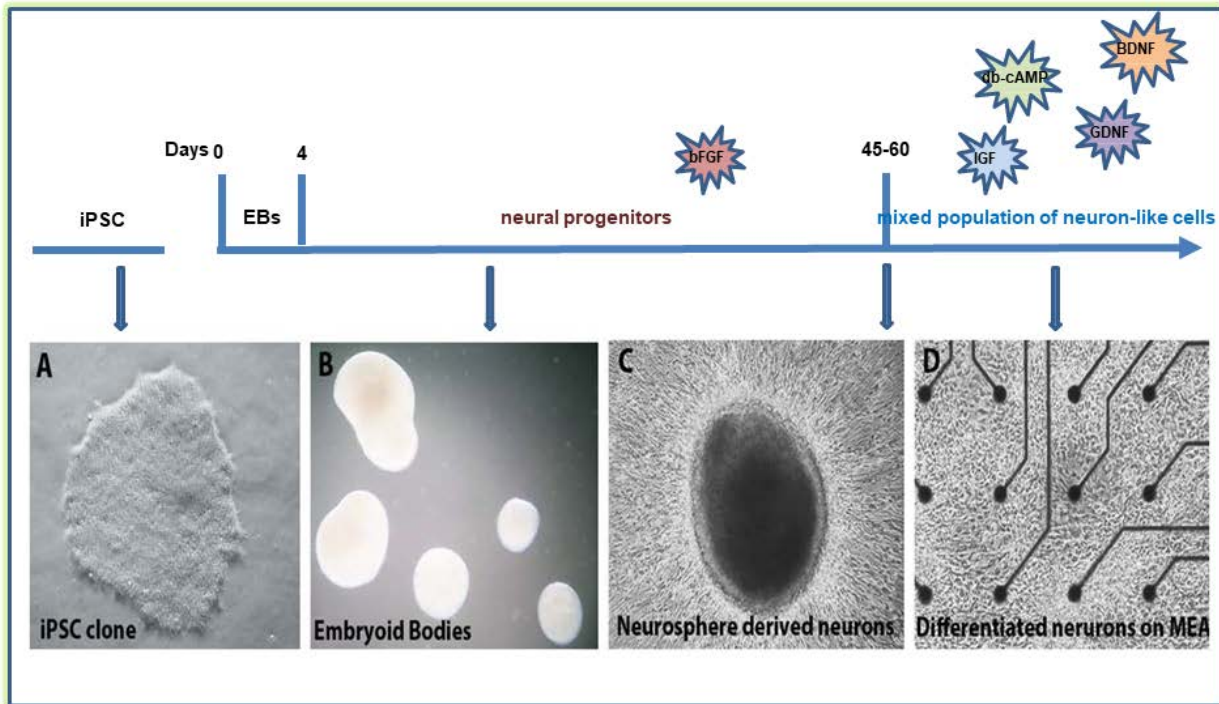 BDNF
db-cAMP
GDNF
bFGF
IGF
Days 0 4 45-60
iPSC
EBs
neural progenitors
mixed population of neuron-like cells
A
B
C
D
iPSC clone
Embryoid Bodies
Neurosphere derived neurons
Differentiated nerurons on MEA